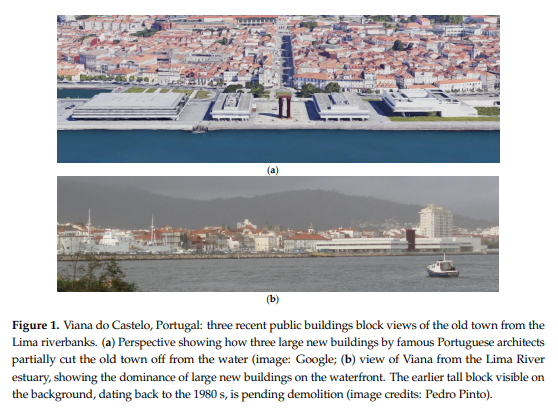 (a)
(b)
Figure 1. Viana do Castelo, Portugal: three recent public buildings block views of the old town from the
Lima riverbanks. (a) Perspective showing how three large new buildings by famous Portuguese architects
partially cut the old town off from the water (image: Google; (b) view of Viana from the Lima River
estuary, showing the dominance of large new buildings on the waterfront. The earlier tall block visible on
the background, dating back to the 1980 s, is pending demolition (image credits: Pedro Pinto).